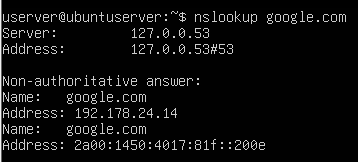 userver@ubuntuserver:~$ nslookup google.com
Server:         127.0.0.53
Address:        127.0.0.53#53

Non-authoritative answer:
Name:   google.com
Address: 192.178.24.14
Name:   google.com
Address: 2a00:1450:4017:81f::200e